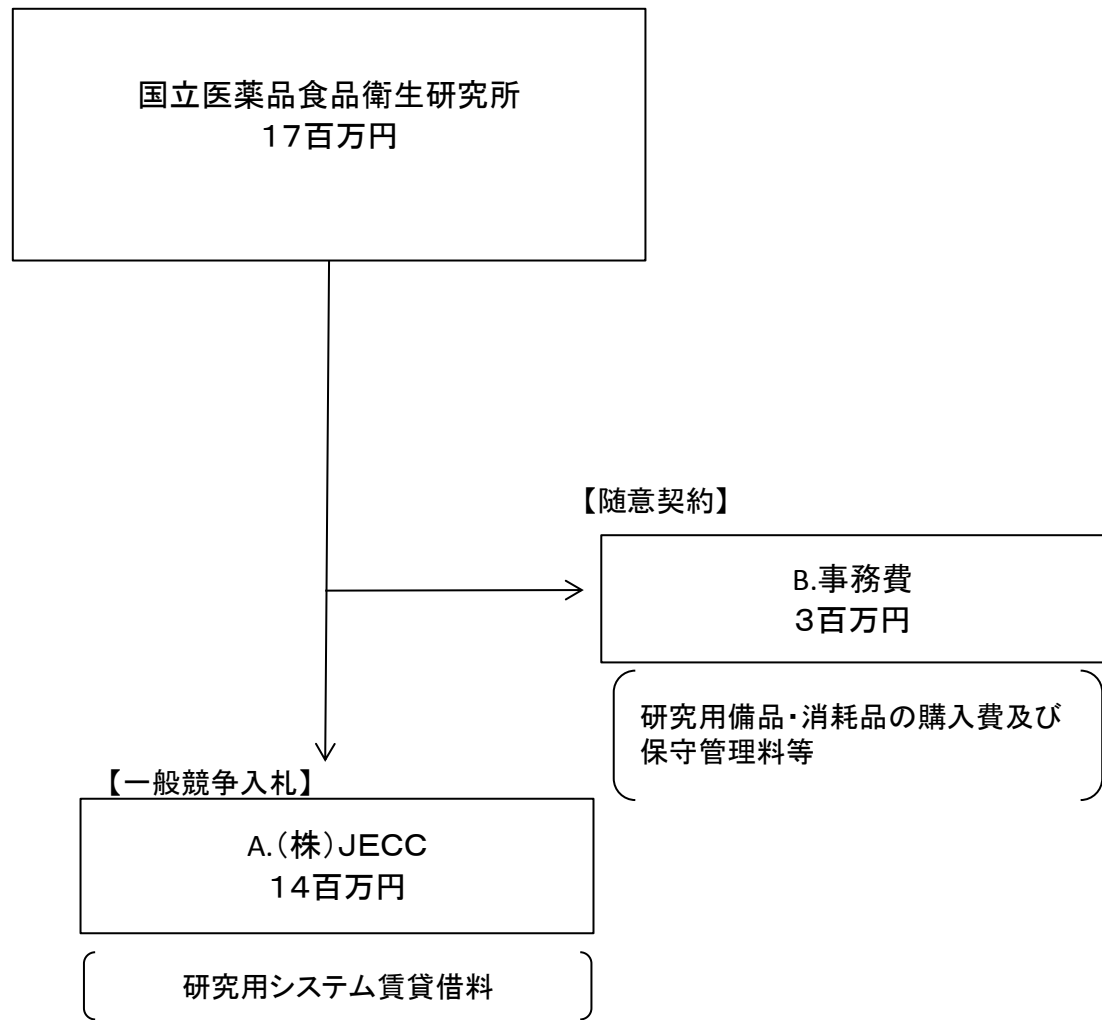 国立医薬品食品衛生研究所
１７百万円
【随意契約】
B.事務費
３百万円
研究用備品・消耗品の購入費及び
保守管理料等
【一般競争入札】
A.（株）ＪＥＣＣ
１４百万円
研究用システム賃貸借料